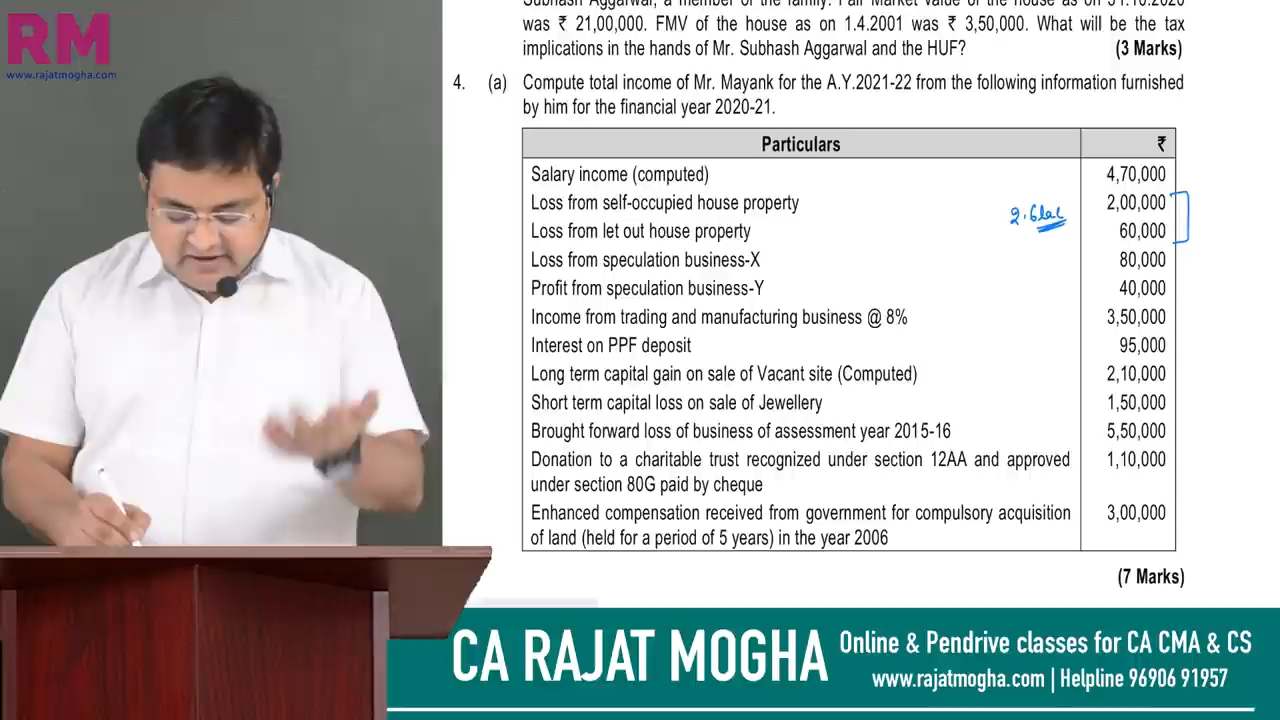 RM
www.rajatmogha.com
Subhash Aggarwal, a member of the family. Fair Market Value of the house as on 31.10.2020
was ₹ 21,00,000. FMV of the house as on 1.4.2001 was ₹ 3,50,000. What will be the tax
implications in the hands of Mr. Subhash Aggarwal and the HUF? (3 Marks)
4. (a) Compute total income of Mr. Mayank for the A.Y.2021-22 from the following information furnished
by him for the financial year 2020-21.
Particulars ₹
Salary income (computed) 4,70,000
Loss from self-occupied house property 2,00,000
2.6lac
Loss from let out house property 60,000
Loss from speculation business-X 80,000
Profit from speculation business-Y 40,000
Income from trading and manufacturing business @ 8% 3,50,000
Interest on PPF deposit 95,000
Long term capital gain on sale of Vacant site (Computed) 2,10,000
Short term capital loss on sale of Jewellery 1,50,000
Brought forward loss of business of assessment year 2015-16 5,50,000
Donation to a charitable trust recognized under section 12AA and approved 1,10,000
under section 80G paid by cheque
Enhanced compensation received from government for compulsory acquisition 3,00,000
of land (held for a period of 5 years) in the year 2006
(7 Marks)
CA RAJAT MOGHA
Online & Pendrive classes for CA CMA & CS
www.rajatmogha.com | Helpline 96906 91957